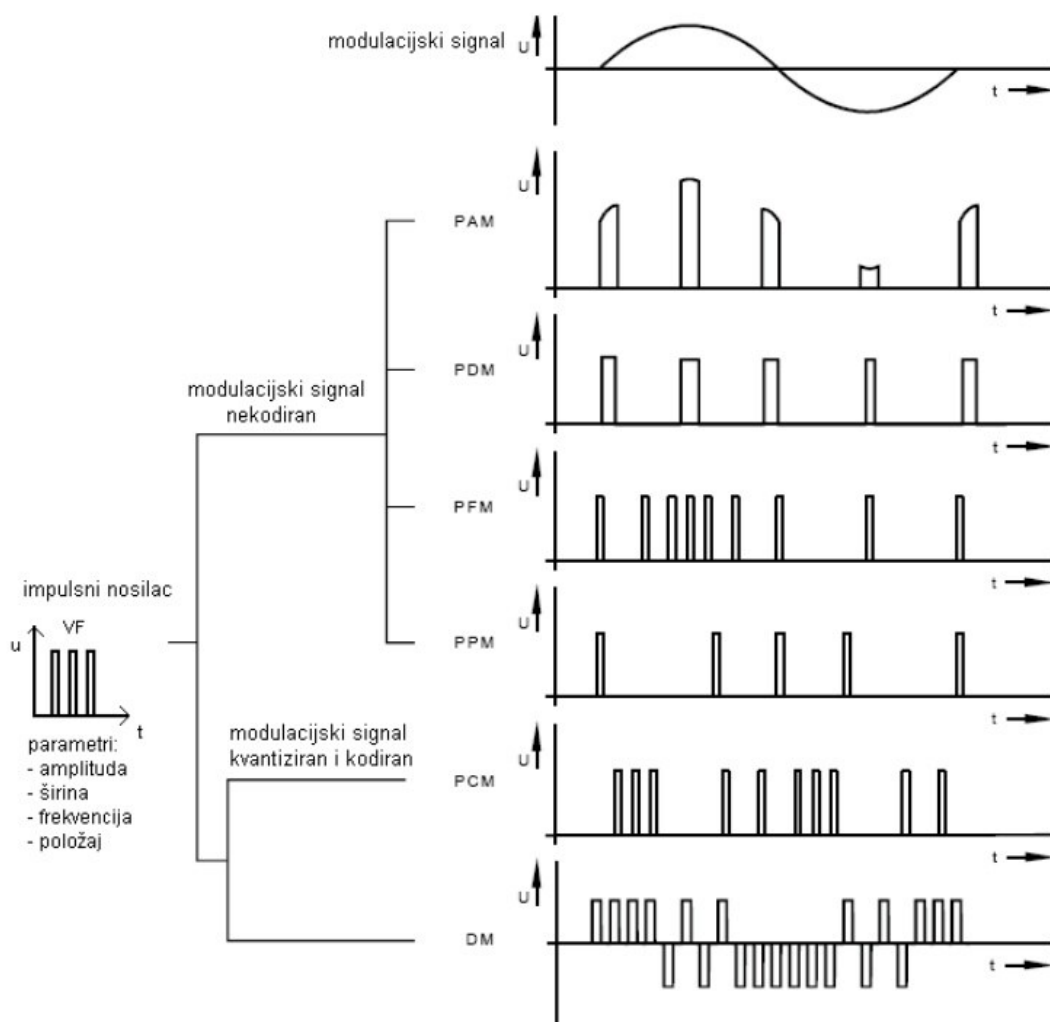 modulacijski signal
U
t
U
PAM
t
U
PDM
modulacijski signal
nekodiran
t
U
PFM
t
impulsni nosilac
VF
u
t
U
PPM
t
parametri:
- amplituda
- širina
- frekvencija
- položaj
modulacijski signal
kvantiziran i kodiran
U
PCM
t
U
DM
t